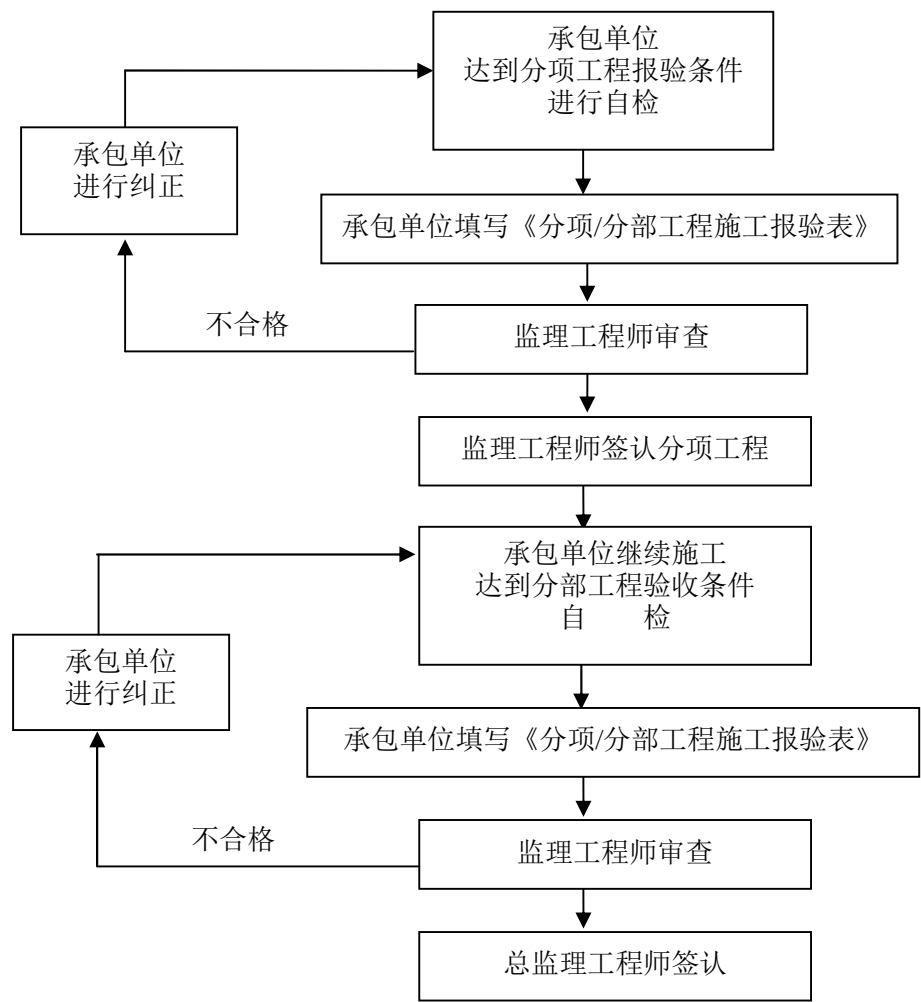 承包单位
达到分项工程报验条件
进行自检
承包单位
进行纠正
承包单位填写《分项/分部工程施工报验表》
不合格
监理工程师审查
监理工程师签认分项工程
承包单位继续施工
达到分部工程验收条件
自　　检
承包单位
进行纠正
承包单位填写《分项/分部工程施工报验表》
不合格
监理工程师审查
总监理工程师签认